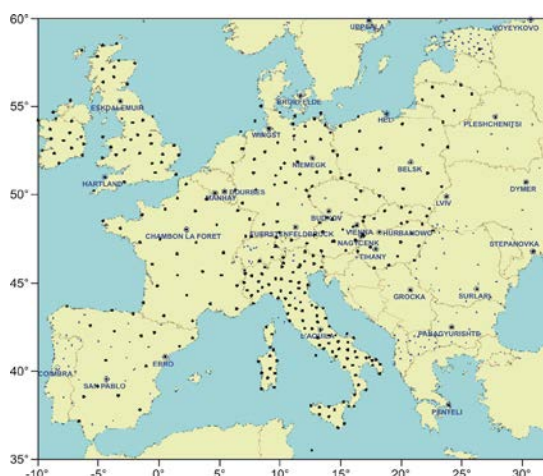 60°
UPPSALA
VOYEYKOVO
55°
ESKDALEMUIR
BRORFELDE
HEL
PLESHCHENITSI
WINGST
NIEMEGK
BELSK
HARTLAND
DOURBES
MANHAY
DYMER
50°
LVIV
BUDKOV
CHAMBON LA FORET
FUERSTENFELDBRUCK
VIENNA
HURBANOWO
NAGYCENK
TIHANY
STEPANOVKA
45°
GROCKA
SURLARI
L'AQUILA
PANAGYURISHTE
EBRO
40°
COIMBRA
SAN PABLO
PENTELI
35°
-10°
-5°
0°
5°
10°
15°
20°
25°
30°